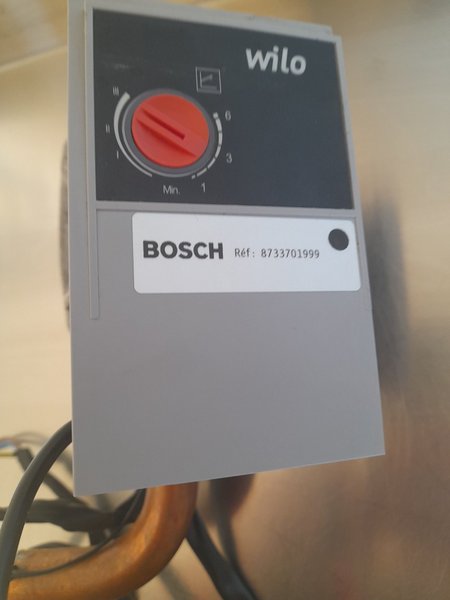 wilo
III
II
I
Min.
1
3
6
BOSCH Réf: 8733701999